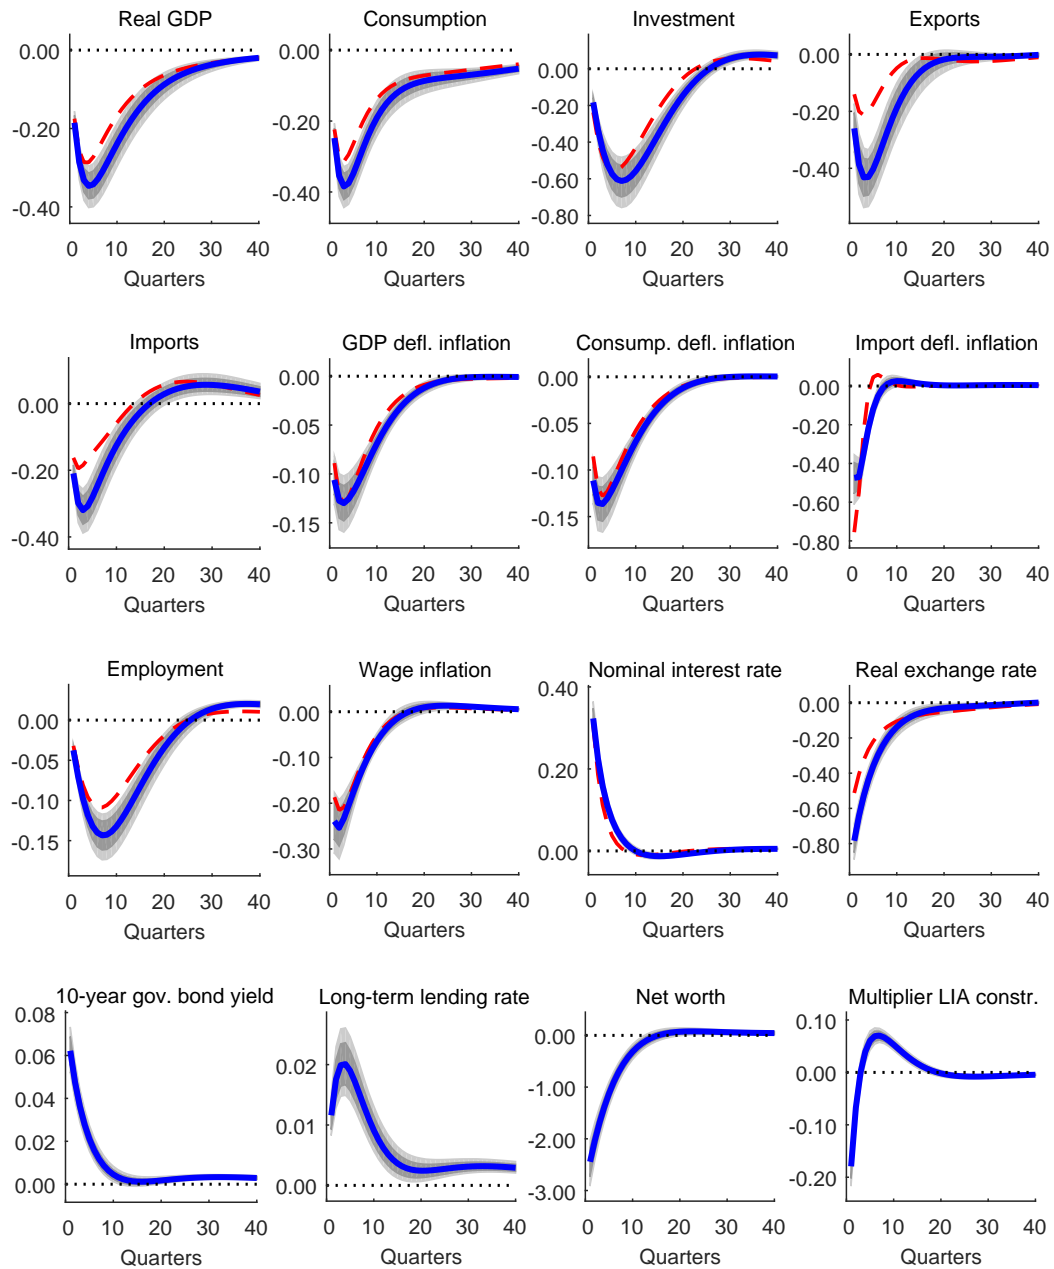 Real GDP Consumption Investment Exports
0.00 -0.20 -0.40
0.00 -0.20 -0.40
0.00 -0.20 -0.40 -0.60 -0.80
0.00 -0.20 -0.40
0 10 20 30 40 0 10 20 30 40 0 10 20 30 40 0 10 20 30 40
Quarters Quarters Quarters Quarters
Imports GDP defl. inflation Consump. defl. inflation Import defl. inflation
0.00 -0.20 -0.40
0.00 -0.05 -0.10 -0.15
0.00 -0.05 -0.10 -0.15
0.00 -0.20 -0.40 -0.60 -0.80
0 10 20 30 40 0 10 20 30 40 0 10 20 30 40 0 10 20 30 40
Quarters Quarters Quarters Quarters
Employment Wage inflation Nominal interest rate Real exchange rate
0.00 -0.05 -0.10 -0.15
0.00 -0.10 -0.20 -0.30
0.40 0.20 0.00
0.00 -0.20 -0.40 -0.60 -0.80
0 10 20 30 40 0 10 20 30 40 0 10 20 30 40 0 10 20 30 40
Quarters Quarters Quarters Quarters
10-year gov. bond yield Long-term lending rate Net worth Multiplier LIA constr.
0.08 0.06 0.04 0.02 0.00
0.02 0.01 0.00
0.00 -1.00 -2.00 -3.00
0.10 0.00 -0.10 -0.20
0 10 20 30 40 0 10 20 30 40 0 10 20 30 40 0 10 20 30 40
Quarters Quarters Quarters Quarters